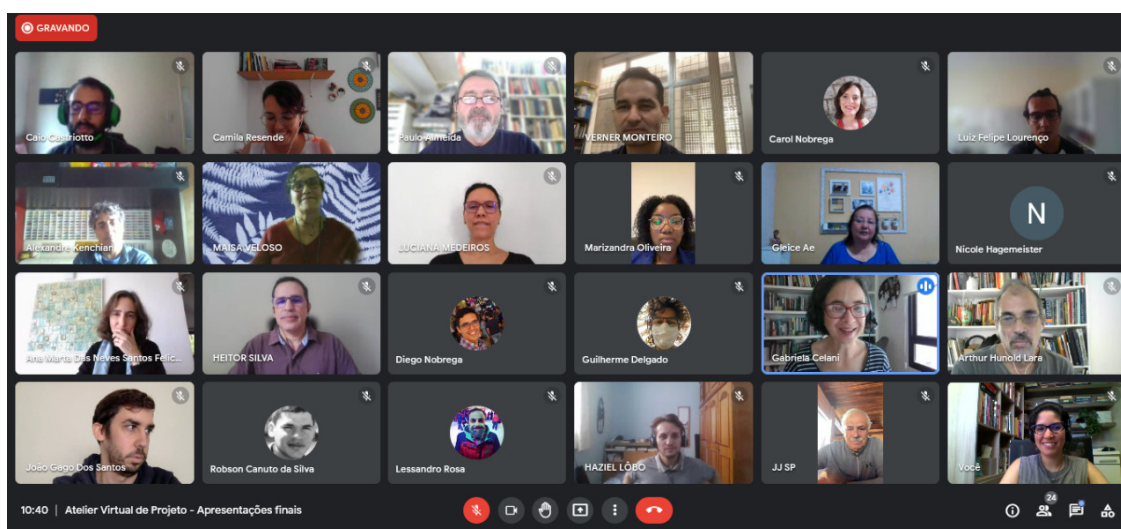 GRAVANDO
Caio Castriotto
Camila Resende
Paulo Almeida
VERNER MONTEIRO
Carol Nobrega
Luiz Felipe Lourenço
Alexandre Kenchian
MAISA VELOSO
LUCIANA MEDEIROS
Marizandra Oliveira
Gleice Ae
N
Nicole Hagemeister
Ana Marta Das Neves Santos Felic...
HEITOR SILVA
Diego Nobrega
Guilherme Delgado
Gabriela Celani
Arthur Hunold Lara
João Gago Dos Santos
Robson Canuto da Silva
Lessandro Rosa
HAZIEL LÔBO
JJ SP
Você
10:40 | Atelier Virtual de Projeto - Apresentações finais
24